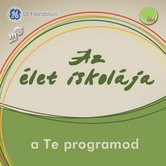 GE Foundation
Az
élet iskolája
a Te programod